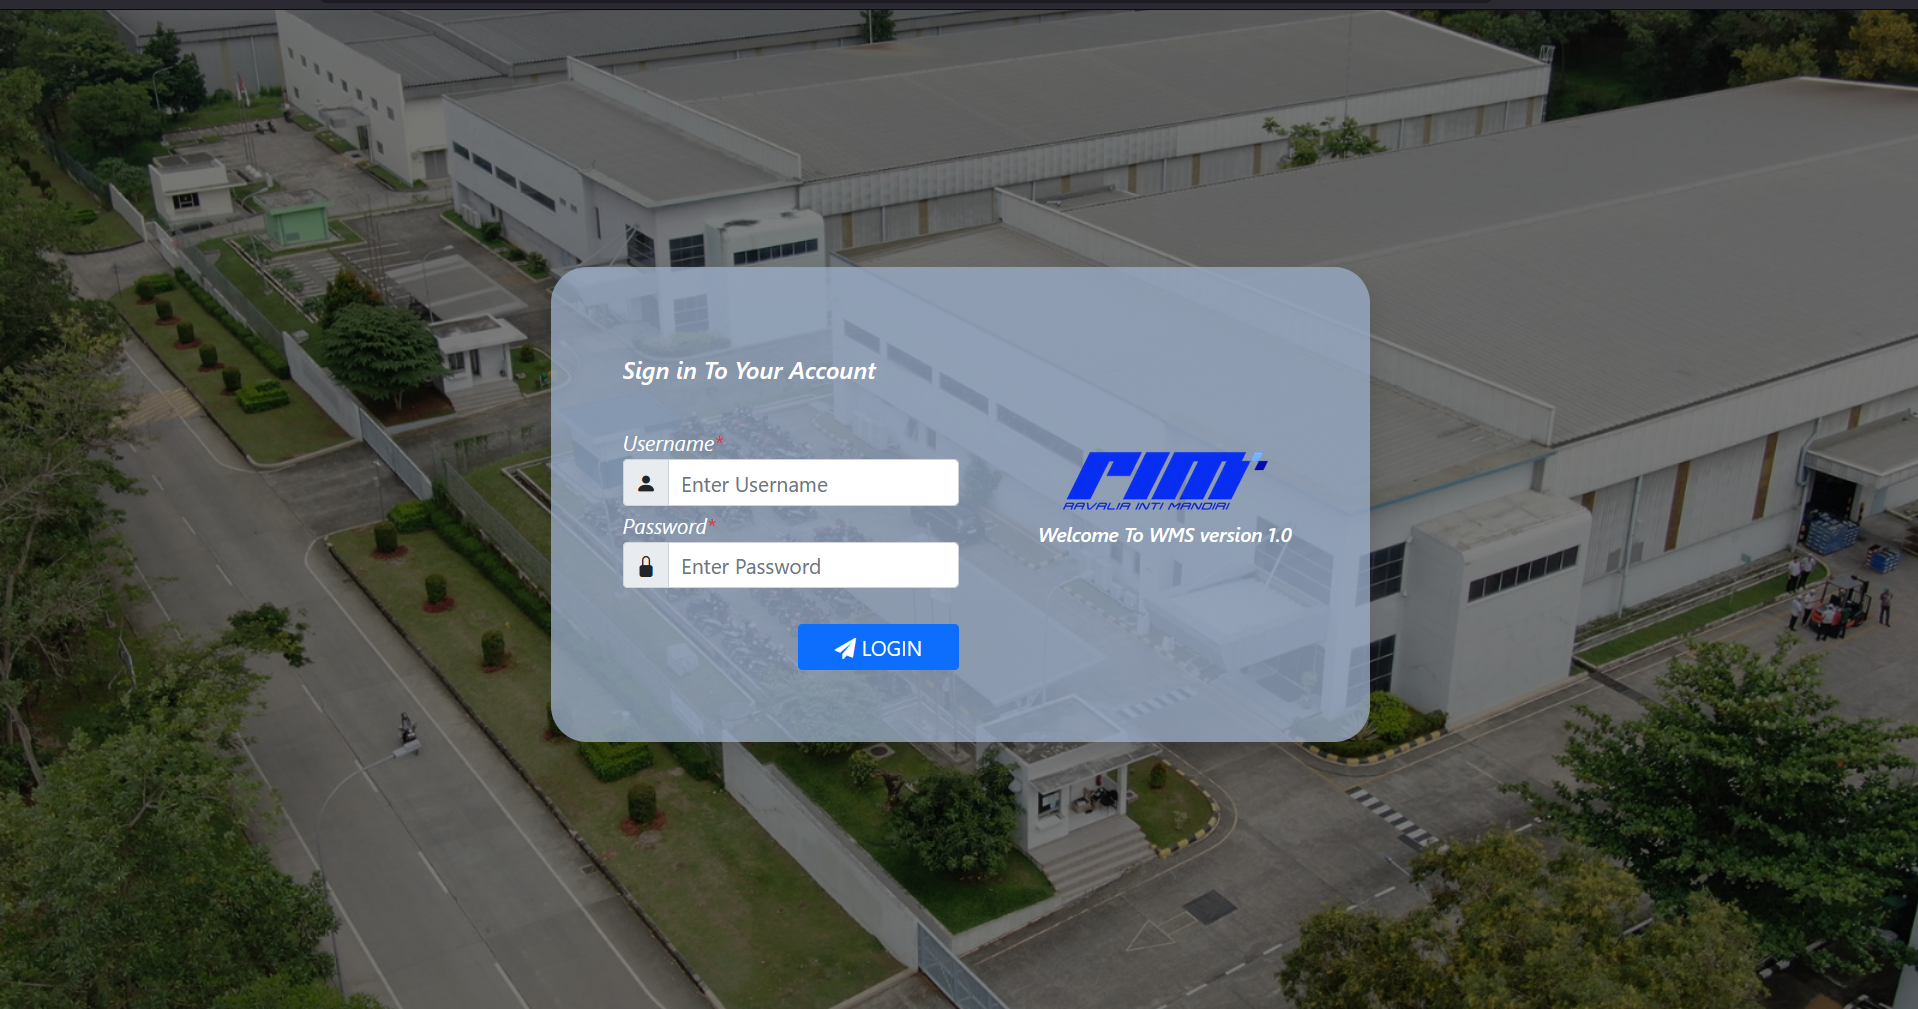 Sign in To Your Account
Username*
Enter Username
Password*
Enter Password
LOGIN
rim
RAVALIA INTI MANDIRI
Welcome To WMS version 1.0